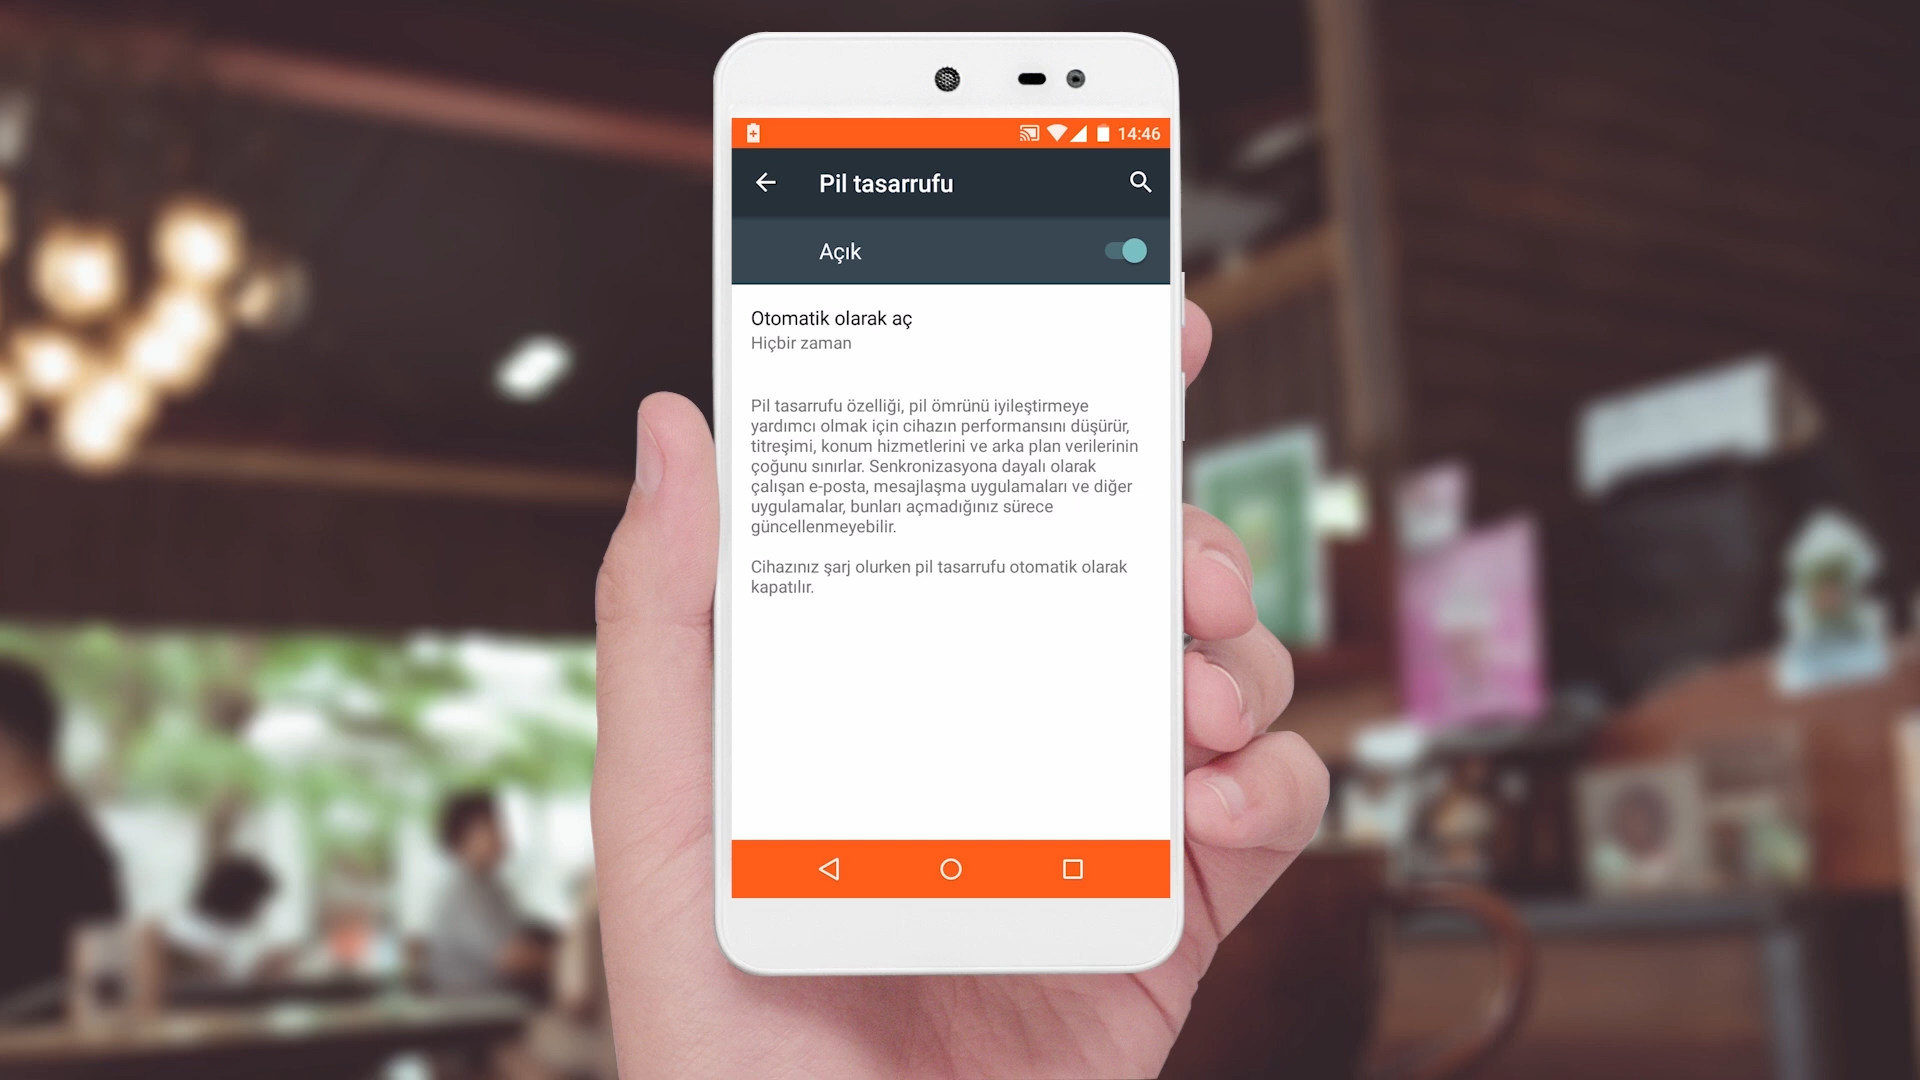 14:46
Pil tasarrufu
Açık
Otomatik olarak aç
Hiçbir zaman
Pil tasarrufu özelliği, pil ömrünü iyileştirmeye
yardımcı olmak için cihazın performansını düşürür,
titreşimi, konum hizmetlerini ve arka plan verilerinin
çoğunu sınırlar. Senkronizasyona dayalı olarak
çalışan e-posta, mesajlaşma uygulamaları ve diğer
uygulamalar, bunları açmadığınız sürece
güncellenmeyebilir.
Cihazınız şarj olurken pil tasarrufu otomatik olarak
kapatılır.